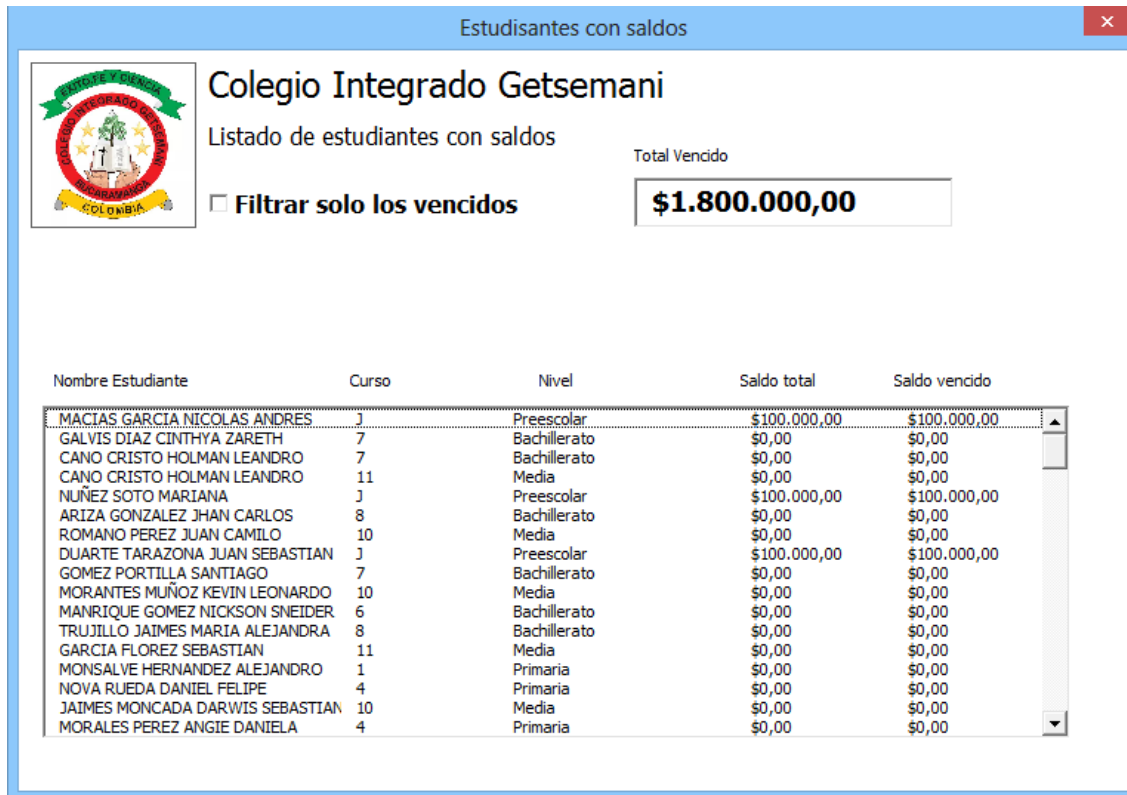 Estudisantes con saldos
EXITO,FE Y CIENCIA
COLEGIO INTEGRADO GETSEMANI
BUCARAMANGA
COLOMBIA
Colegio Integrado Getsemani
Listado de estudiantes con saldos
Total Vencido
Filtrar solo los vencidos $1.800.000,00
Nombre Estudiante Curso Nivel Saldo total Saldo vencido
MACIAS GARCIA NICOLAS ANDRES J Preescolar $100.000,00 $100.000,00
GALVIS DIAZ CINTHYA ZARETH 7 Bachillerato $0,00 $0,00
CANO CRISTO HOLMAN LEANDRO 7 Bachillerato $0,00 $0,00
CANO CRISTO HOLMAN LEANDRO 11 Media $0,00 $0,00
NUÑEZ SOTO MARIANA J Preescolar $100.000,00 $100.000,00
ARIZA GONZALEZ JHAN CARLOS 8 Bachillerato $0,00 $0,00
ROMANO PEREZ JUAN CAMILO 10 Media $0,00 $0,00
DUARTE TARAZONA JUAN SEBASTIAN J Preescolar $100.000,00 $100.000,00
GOMEZ PORTILLA SANTIAGO 7 Bachillerato $0,00 $0,00
MORANTES MUÑOZ KEVIN LEONARDO 10 Media $0,00 $0,00
MANRIQUE GOMEZ NICKSON SNEIDER 6 Bachillerato $0,00 $0,00
TRUJILLO JAIMES MARIA ALEJANDRA 8 Bachillerato $0,00 $0,00
GARCIA FLOREZ SEBASTIAN 11 Media $0,00 $0,00
MONSALVE HERNANDEZ ALEJANDRO 1 Primaria $0,00 $0,00
NOVA RUEDA DANIEL FELIPE 4 Primaria $0,00 $0,00
JAIMES MONCADA DARWIS SEBASTIAN 10 Media $0,00 $0,00
MORALES PEREZ ANGIE DANIELA 4 Primaria $0,00 $0,00